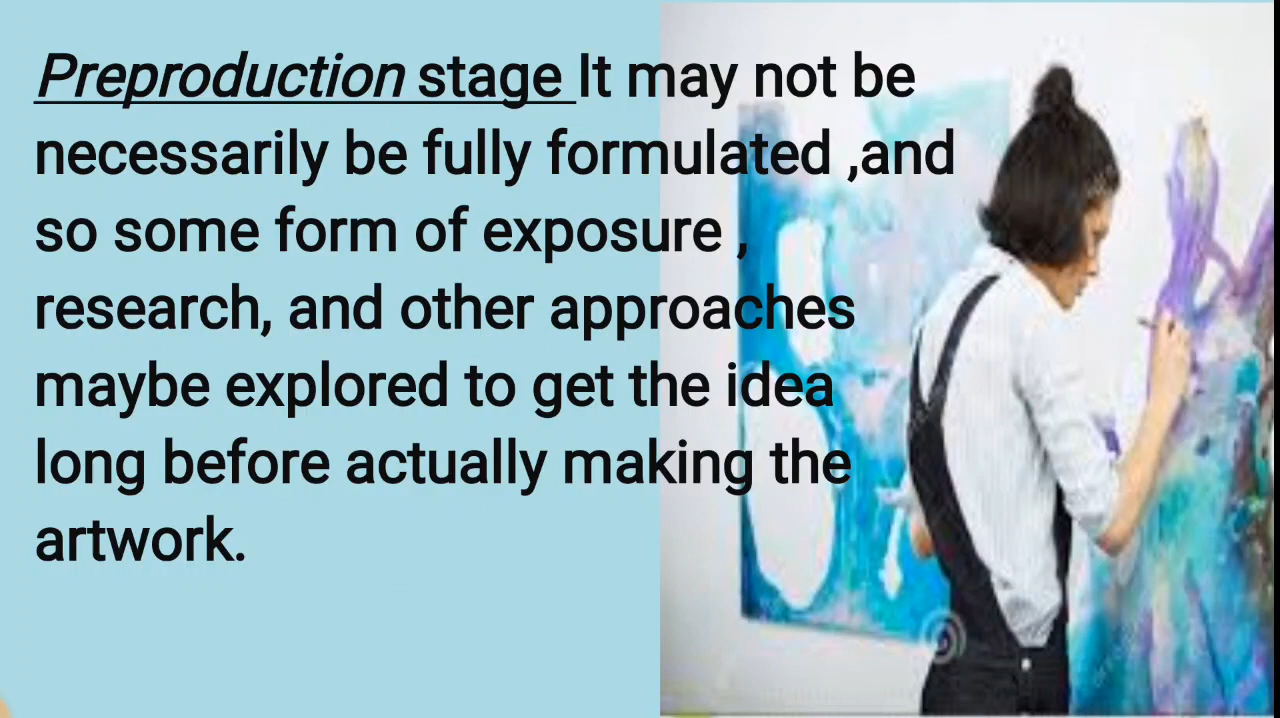 Preproduction stage It may not be
necessarily be fully formulated ,and
so some form of exposure ,
research, and other approaches
maybe explored to get the idea
long before actually making the
artwork.